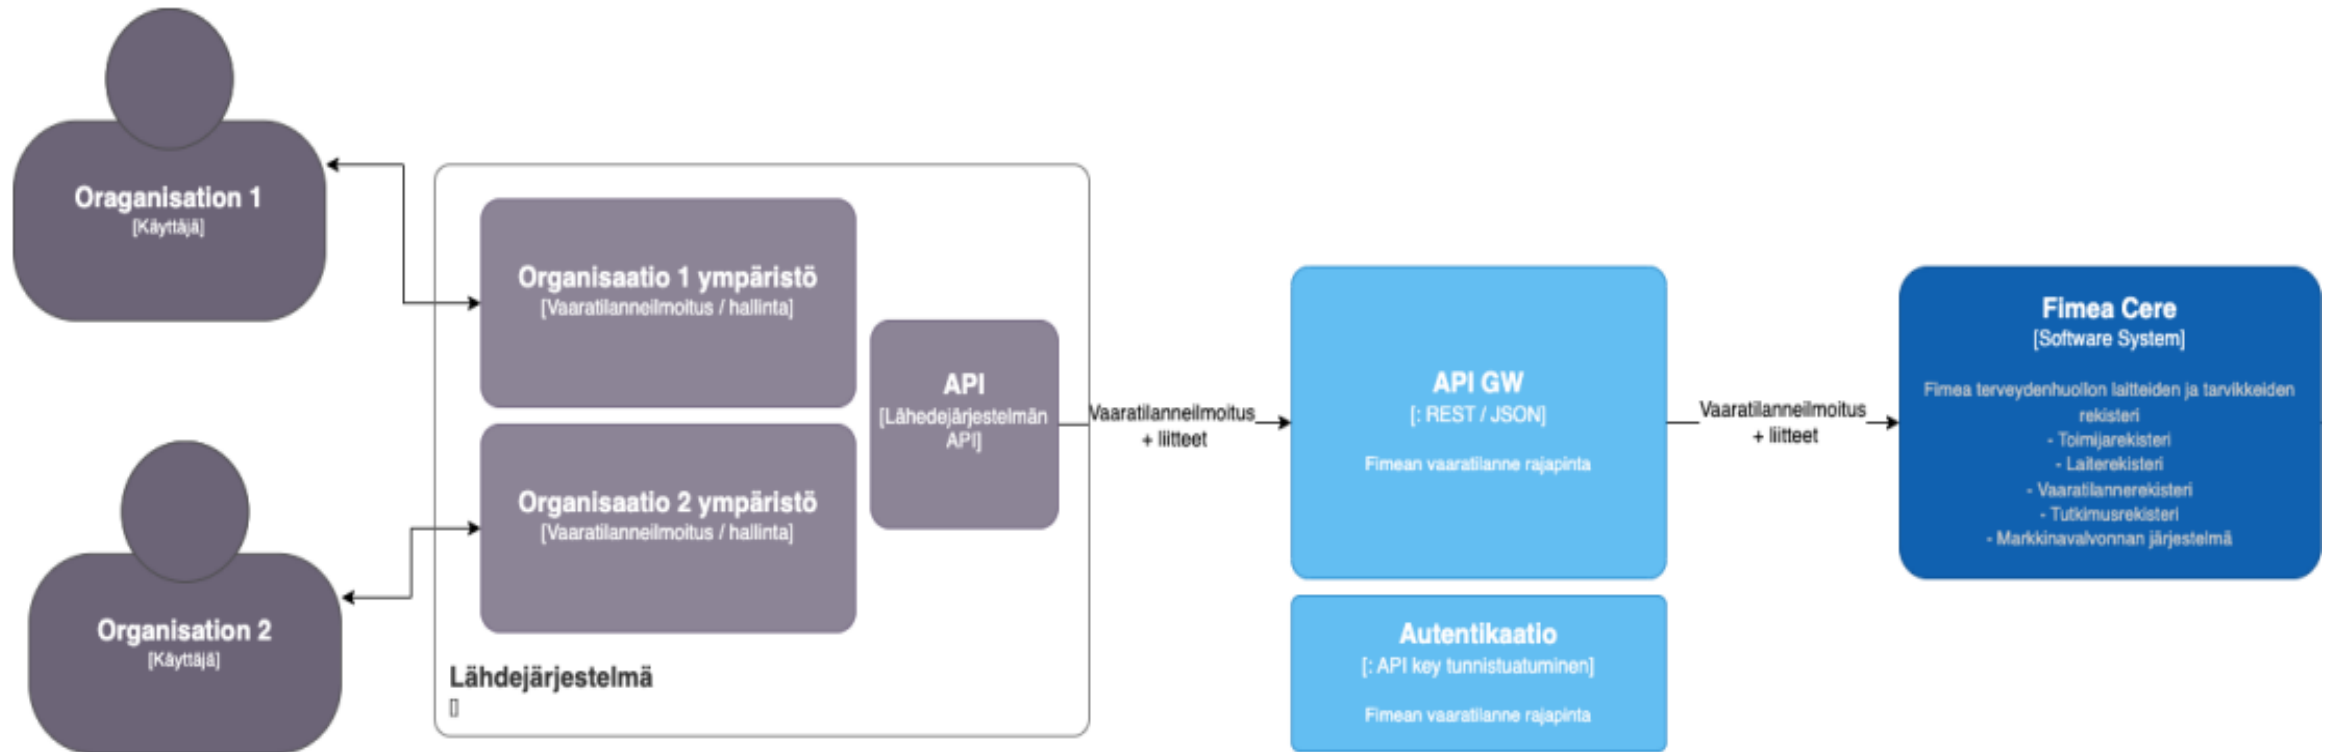 Oraganisation 1
[Käyttäjä]
Organisation 2
[Käyttäjä]
Organisaatio 1 ympäristö
[Vaaratilanneilmoitus / hallinta]
Organisaatio 2 ympäristö
[Vaaratilanneilmoitus / hallinta]
API
[Lähedejärjestelmän
API]
Lähdejärjestelmä
[]
Vaaratilanneilmoitus
+ liitteet
API GW
[: REST / JSON]
Fimean vaaratilanne rajapinta
Autentikaatio
[: API key tunnistuatuminen]
Fimean vaaratilanne rajapinta
Vaaratilanneilmoitus
+ liitteet
Fimea Cere
[Software System]
Fimea terveydenhuollon laitteiden ja tarvikkeiden
rekisteri
- Toimijarekisteri
- Laiterekisteri
- Vaaratilannerekisteri
- Tutkimusrekisteri
- Markkinavalvonnan järjestelmä